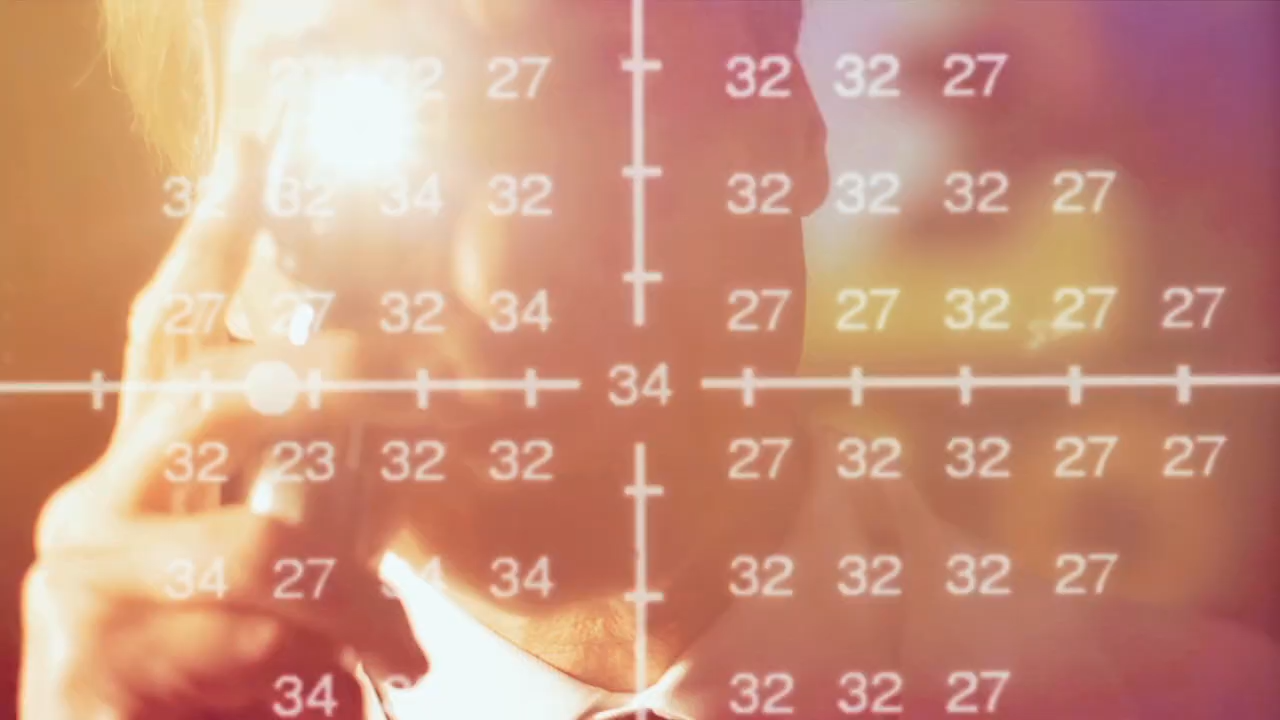 32 27 32 32 27
32 32 34 32 32 32 32 27
27 27 32 34 27 27 32 27 27
34
32 23 32 32 27 32 32 27 27
34 27 34 32 32 32 27
34 32 32 27